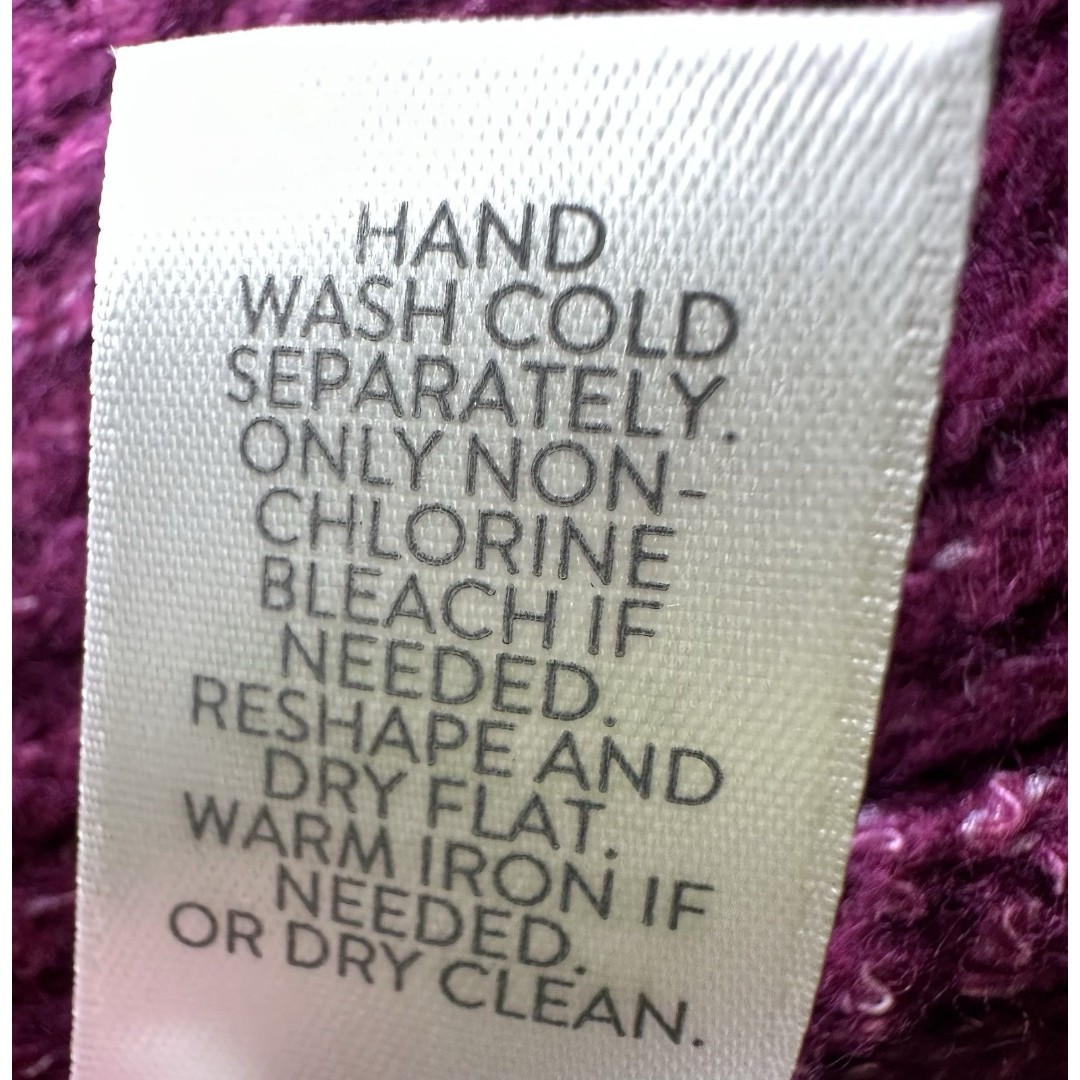 HAND
WASH COLD
SEPARATELY.
ONLY NON-
CHLORINE
BLEACH IF
NEEDED.
RESHAPE AND
DRY FLAT.
WARM IRON IF
NEEDED.
OR DRY CLEAN.